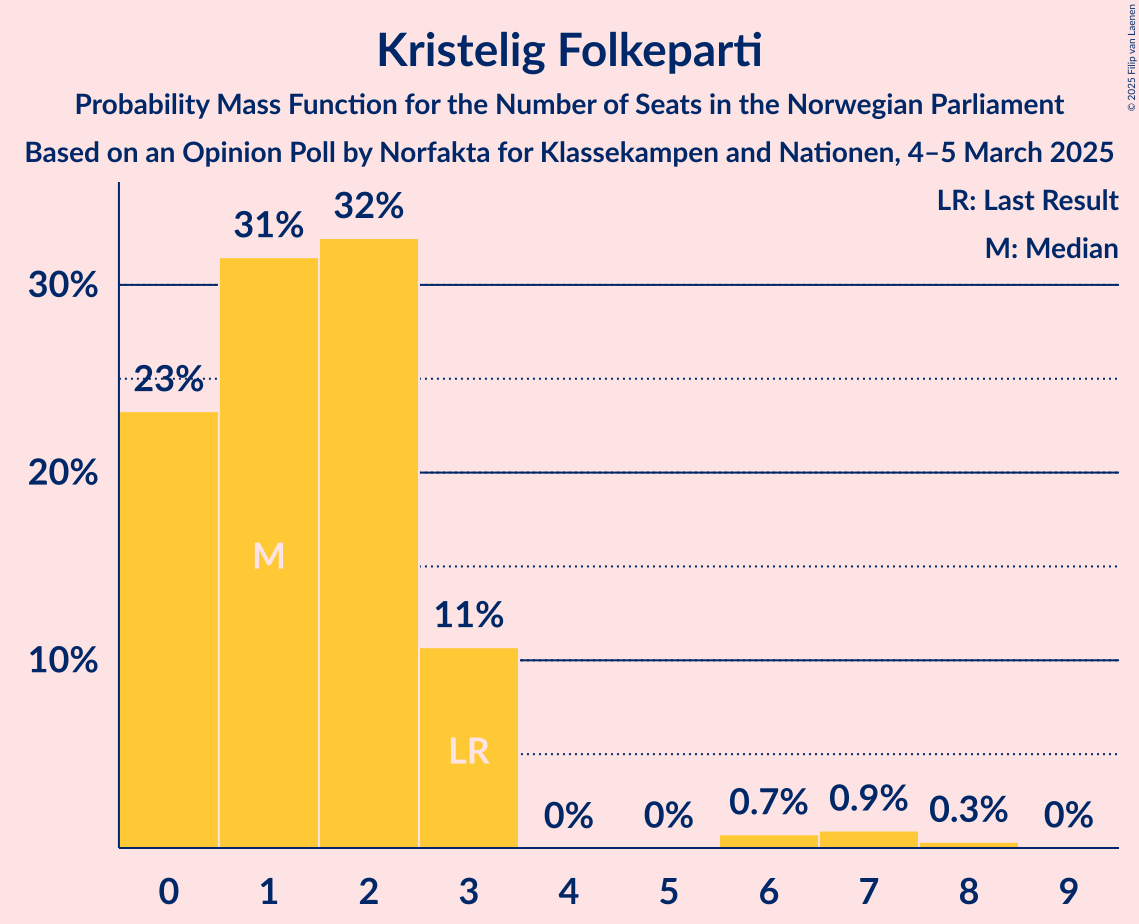 Kristelig Folkeparti
Probability Mass Function for the Number of Seats in the Norwegian Parliament
Based on an Opinion Poll by Norfakta for Klassekampen and Nationen, 4–5 March 2025
© 2025 Filip van Laenen
LR: Last Result
M: Median
32%
31%
30%
23%
20%
M
11%
10%
LR
0%
0%
0.7%
0.9%
0.3%
0%
0 1 2 3 4 5 6 7 8 9